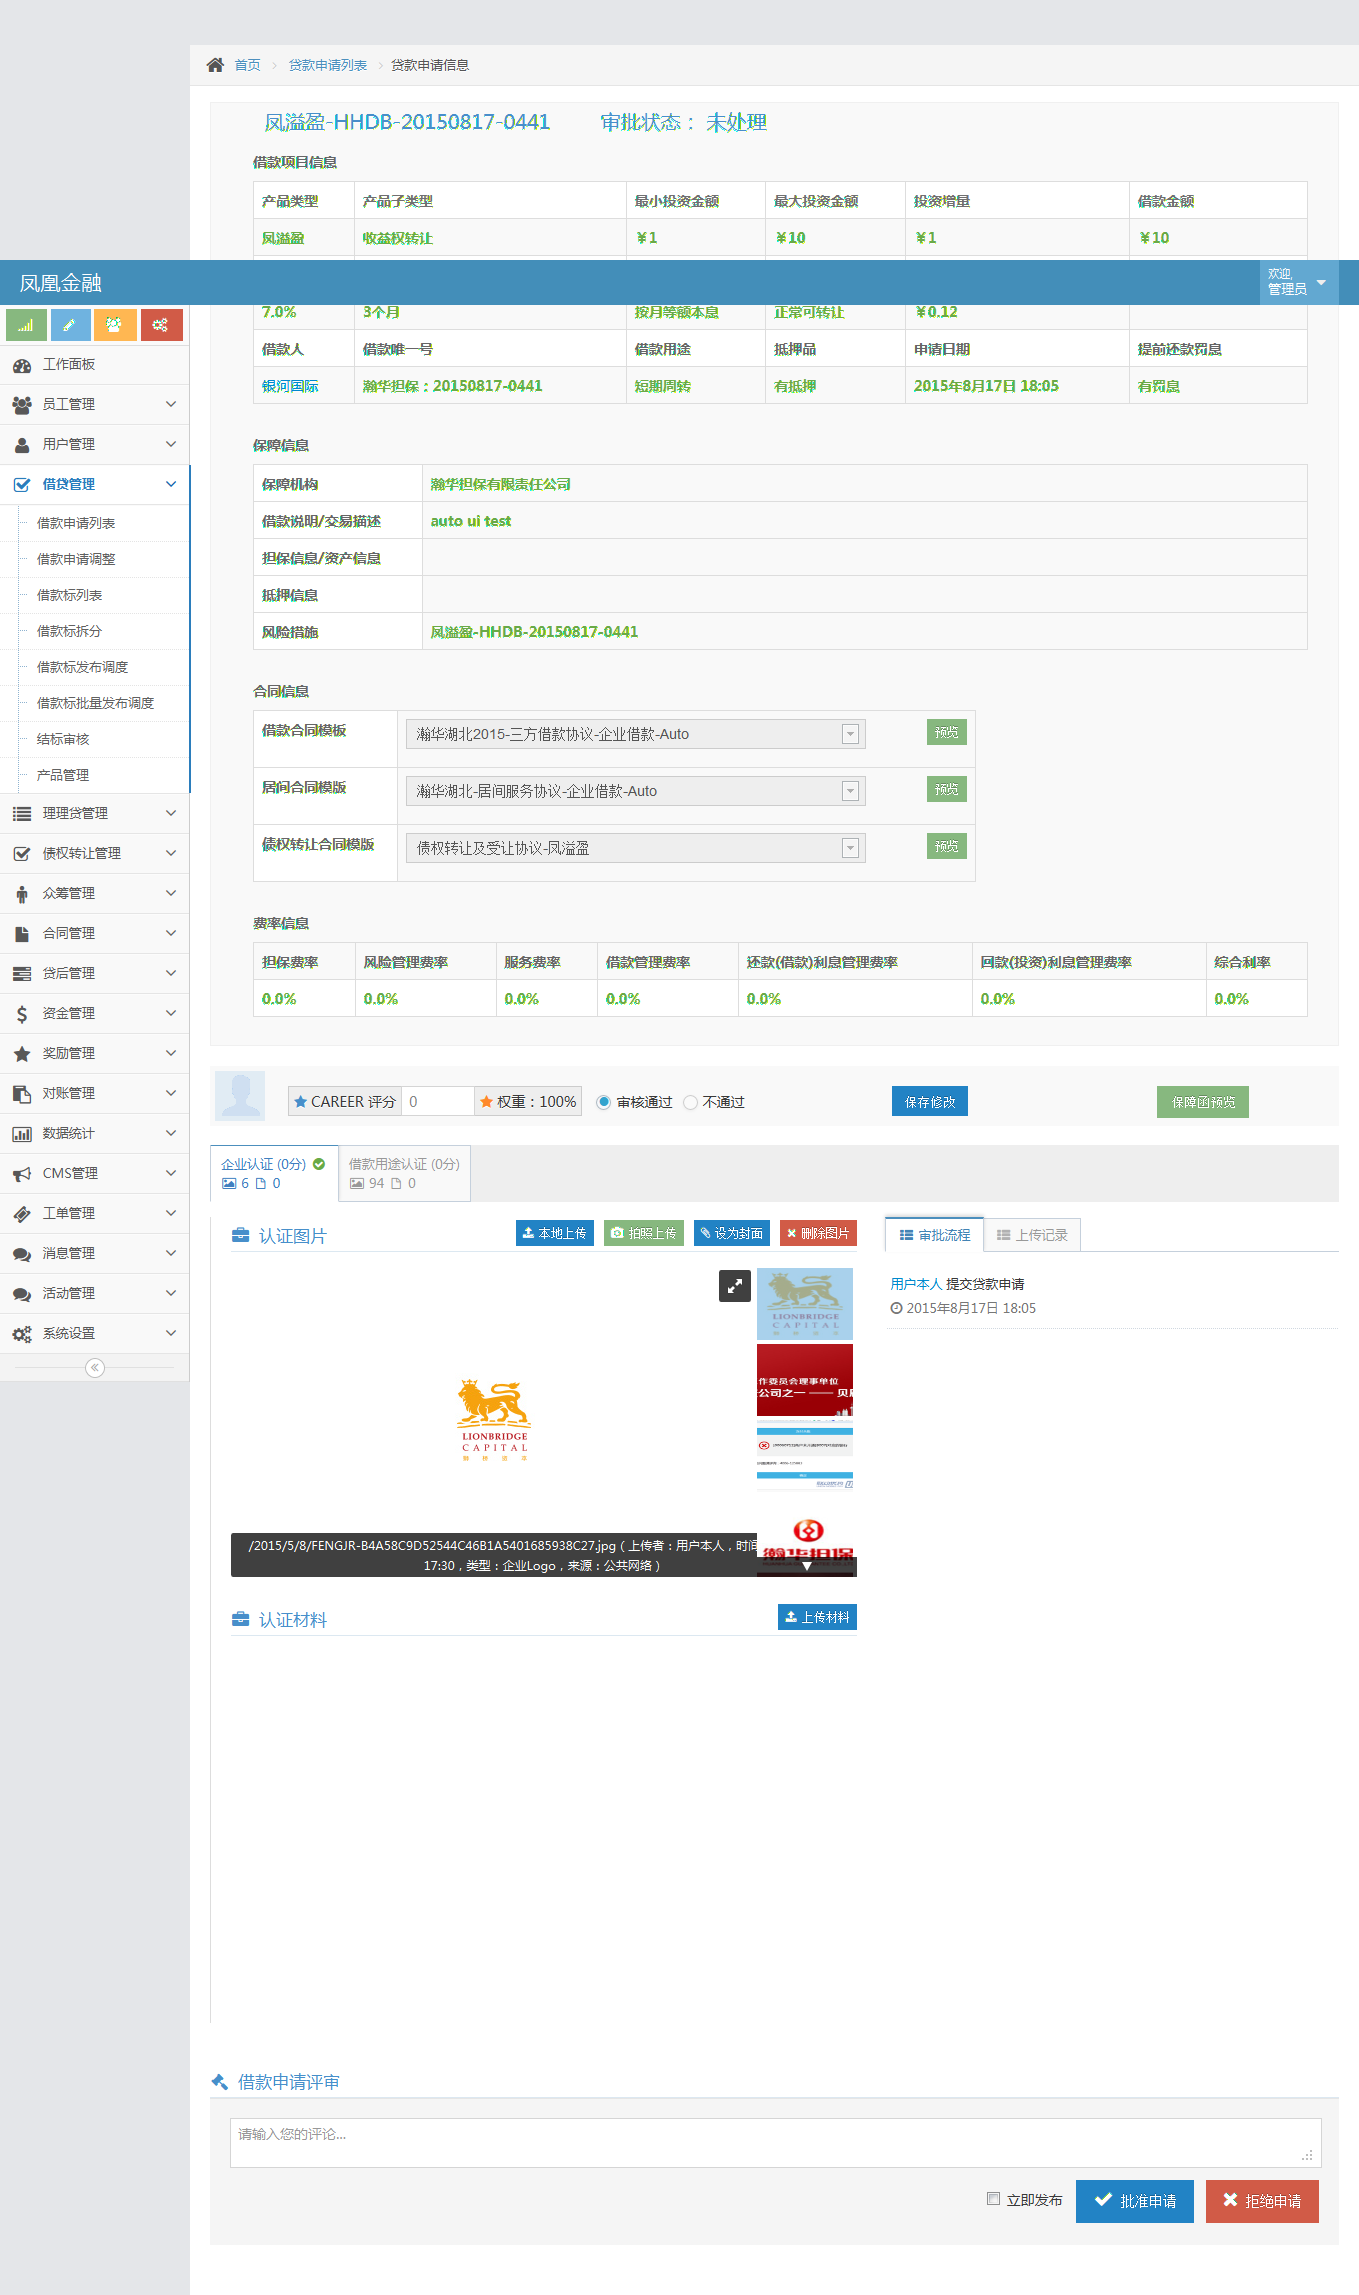 首页 贷款申请列表 贷款申请信息
凤溢盈-HHDB-20150817-0441 审批状态： 未处理
借款项目信息
产品类型 产品子类型 最小投资金额 最大投资金额 投资增量 借款金额
凤溢盈 收益权转让 ￥1 ￥10 ￥1 ￥10
凤凰金融 欢迎,
管理员
7.0% 3个月 按月等额本息 正常可转让 ￥0.12
借款人 借款唯一号 借款用途 抵押品 申请日期 提前还款罚息
银河国际 瀚华担保：20150817-0441 短期周转 有抵押 2015年8月17日 18:05 有罚息
保障信息
保障机构 瀚华担保有限责任公司
借款说明/交易描述 auto ui test
担保信息/资产信息
抵押信息
风险措施 凤溢盈-HHDB-20150817-0441
合同信息
借款合同模板 瀚华湖北2015-三方借款协议-企业借款-Auto 预览
居间合同模版 瀚华湖北-居间服务协议-企业借款-Auto 预览
债权转让合同模版 债权转让及受让协议-凤溢盈 预览
费率信息
担保费率 风险管理费率 服务费率 借款管理费率 还款(借款)利息管理费率 回款(投资)利息管理费率 综合利率
0.0% 0.0% 0.0% 0.0% 0.0% 0.0% 0.0%
工作面板
员工管理
用户管理
借贷管理
借款申请列表
借款申请调整
借款标列表
借款标拆分
借款标发布调度
借款标批量发布调度
结标审核
产品管理
理理贷管理
债权转让管理
众筹管理
合同管理
贷后管理
资金管理
奖励管理
对账管理
数据统计
CMS管理
工单管理
消息管理
活动管理
系统设置
CAREER 评分 0 权重：100% 审核通过 不通过 保存修改 保障函预览
企业认证 (0分) 借款用途认证 (0分)
6 0 94 0
认证图片 本地上传 拍照上传 设为封面 删除图片
审批流程 上传记录
用户本人 提交贷款申请
2015年8月17日 18:05
LIONBRIDGE
CAPITAL
LIONBRIDGE
CAPITAL
作委员会理事单位
公司之一 —— 贝
瀚华担保
/2015/5/8/FENGJR-B4A58C9D52544C46B1A5401685938C27.jpg ( 上传者：用户本人，时间
17:30，类型：企业Logo，来源：公共网络 )
认证材料 上传材料
借款申请评审
请输入您的评论...
立即发布 批准申请 拒绝申请